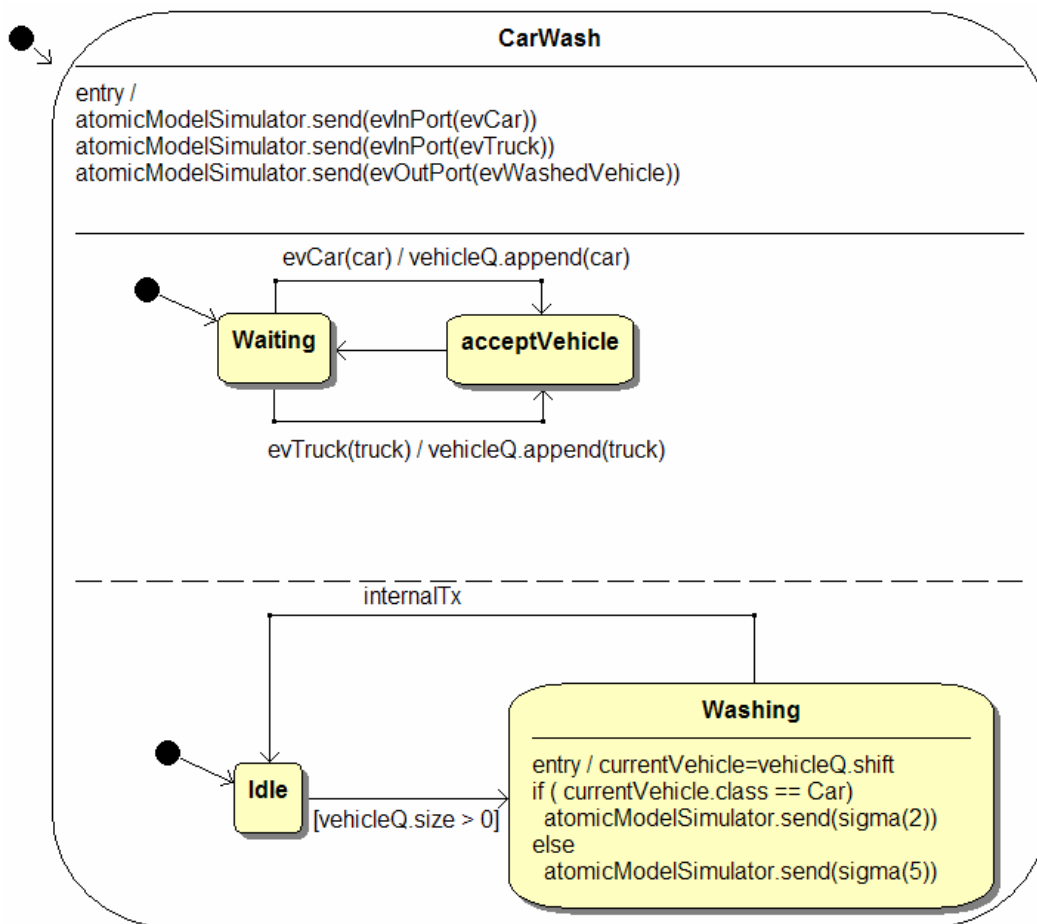 CarWash
entry /
atomicModelSimulator.send(evInPort(evCar))
atomicModelSimulator.send(evInPort(evTruck))
atomicModelSimulator.send(evOutPort(evWashedVehicle))
evCar(car) / vehicleQ.append(car)
Waiting
acceptVehicle
evTruck(truck) / vehicleQ.append(truck)
internalTx
Washing
entry / currentVehicle=vehicleQ.shift
if ( currentVehicle.class == Car)
atomicModelSimulator.send(sigma(2))
else
atomicModelSimulator.send(sigma(5))
Idle
[vehicleQ.size > 0]